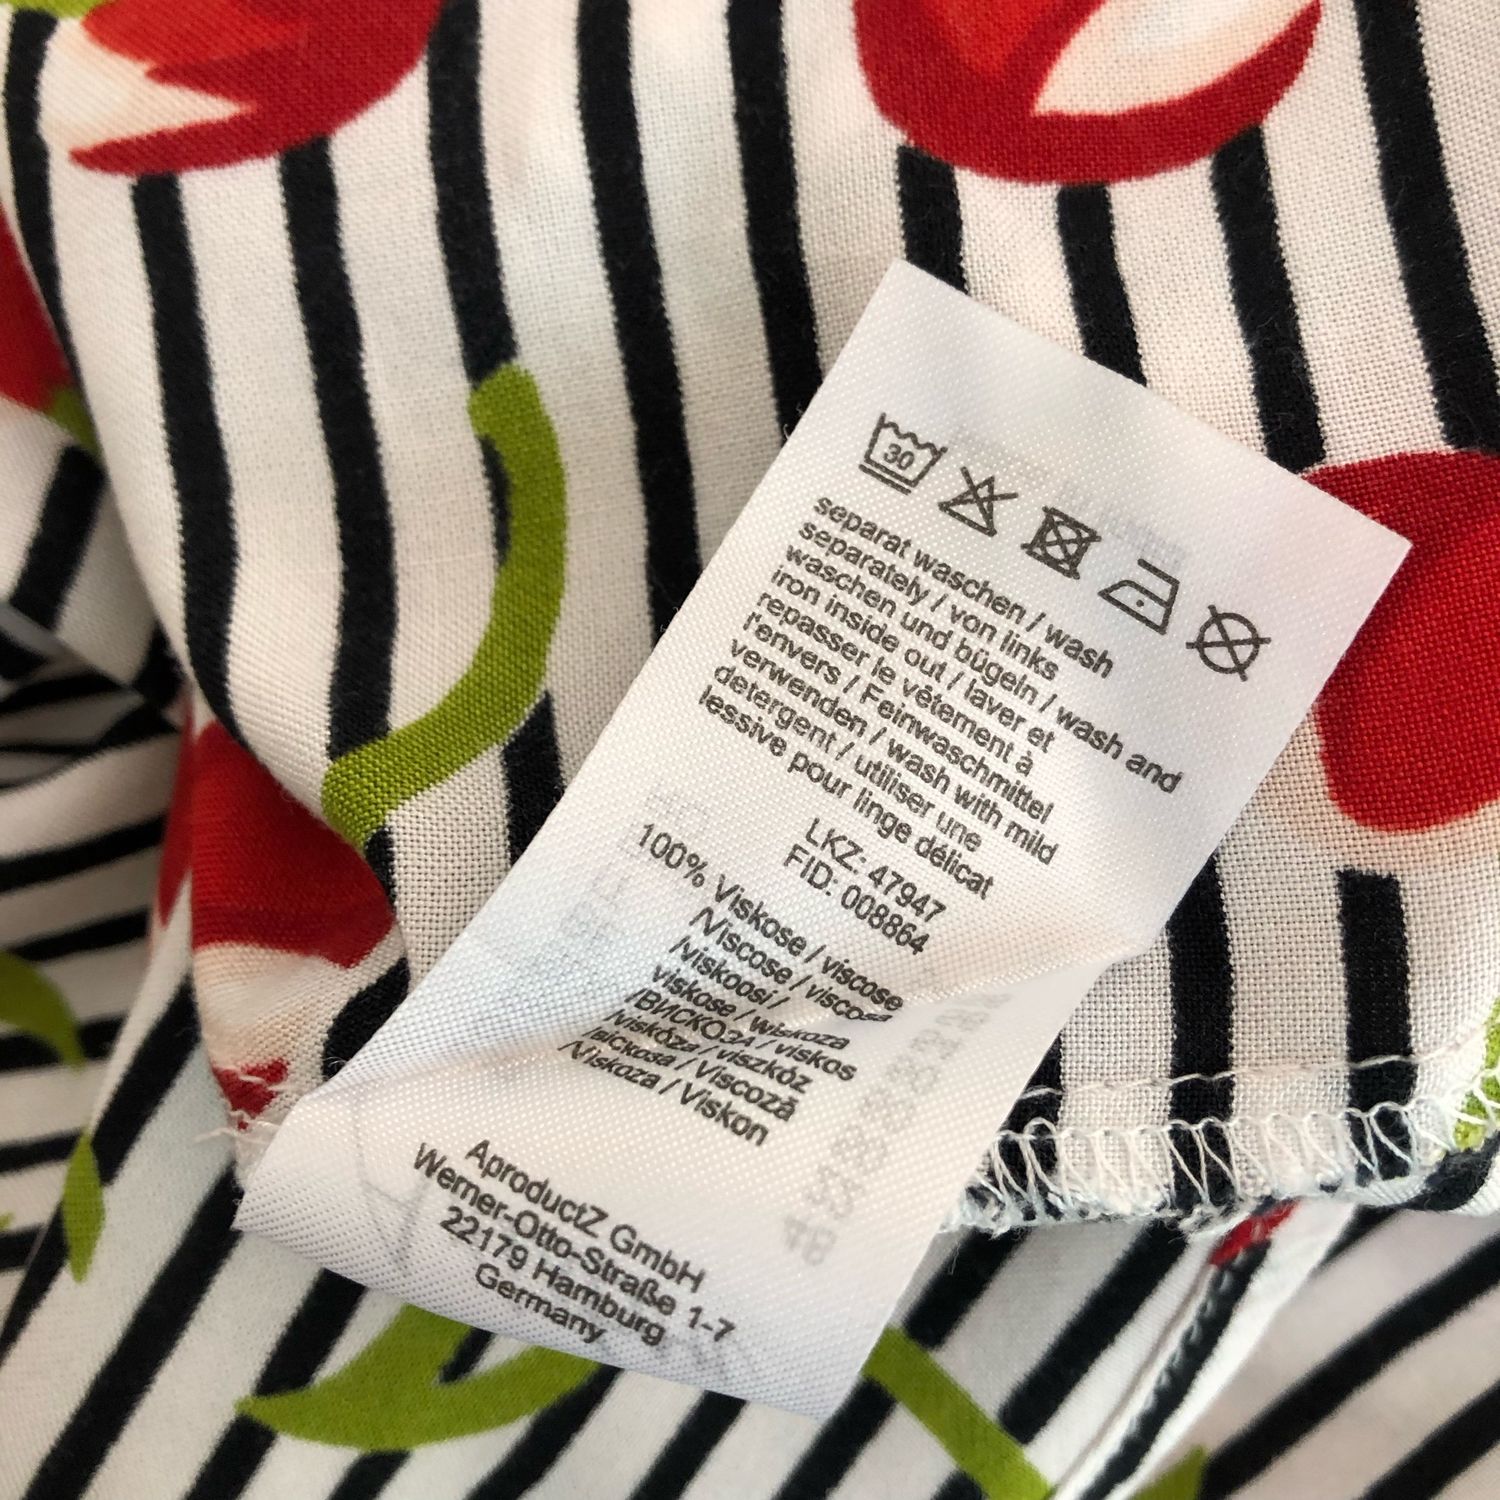 30
separat waschen / wash
separately / von links
waschen und bügeln / wash and
iron inside out / laver et
repasser le vêtement à
l'envers / Feinwaschmittel
verwenden / wash with mild
detergent / utiliser une
lessive pour linge délicat
LKZ: 47947
FID: 008864
100% Viskose / viscose
/Viscose / viscosa
/viskoosi /
viskose / wiskoza
/ВИСКОЗА / viskos
/viskóza / viszkóz
/віскоза / Viscoză
/Viskoza / Viskon
AproductZ GmbH
Werner-Otto-Straße 1-7
22179 Hamburg
Germany